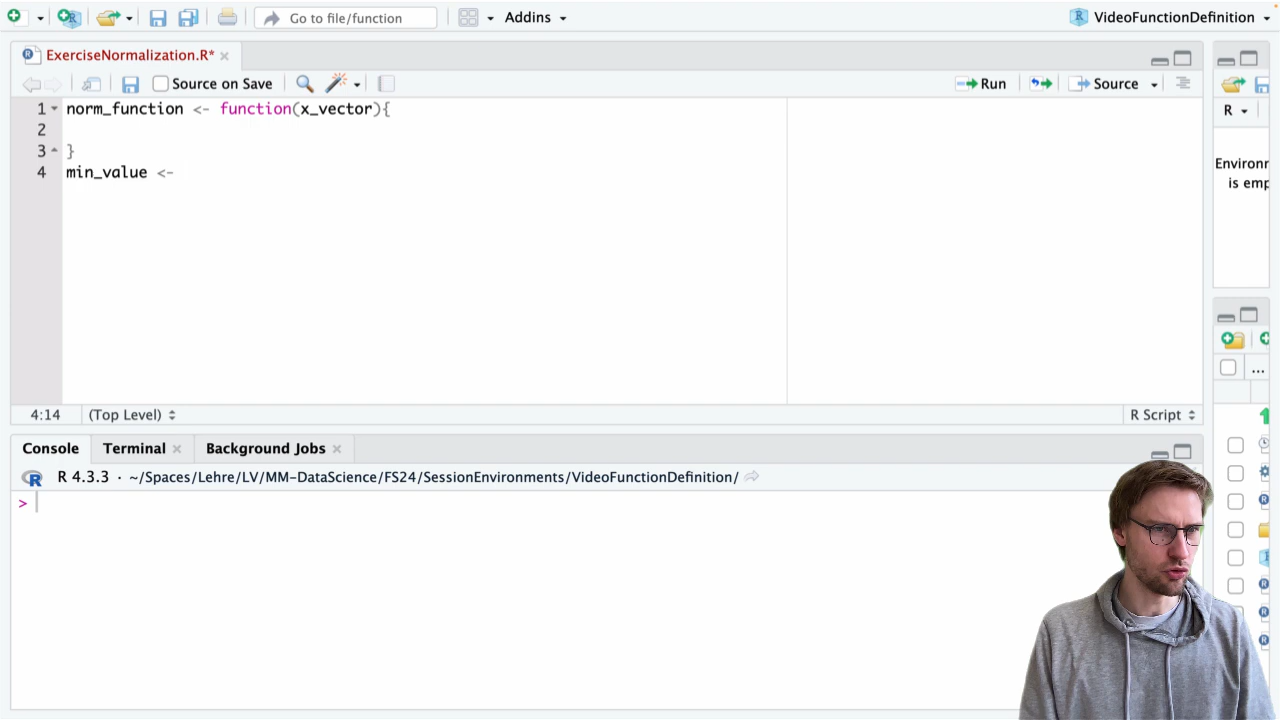 Go to file/function
Addins
VideoFunctionDefinition
ExerciseNormalization.R*
Source on Save
Run
Source
R
1 norm_function <- function(x_vector){
2
3 }
4 min_value <-
Environm
is emp
4:14
(Top Level)
R Script
...
Console
Terminal
Background Jobs
R 4.3.3 · ~/Spaces/Lehre/LV/MM-DataScience/FS24/SessionEnvironments/VideoFunctionDefinition/
>